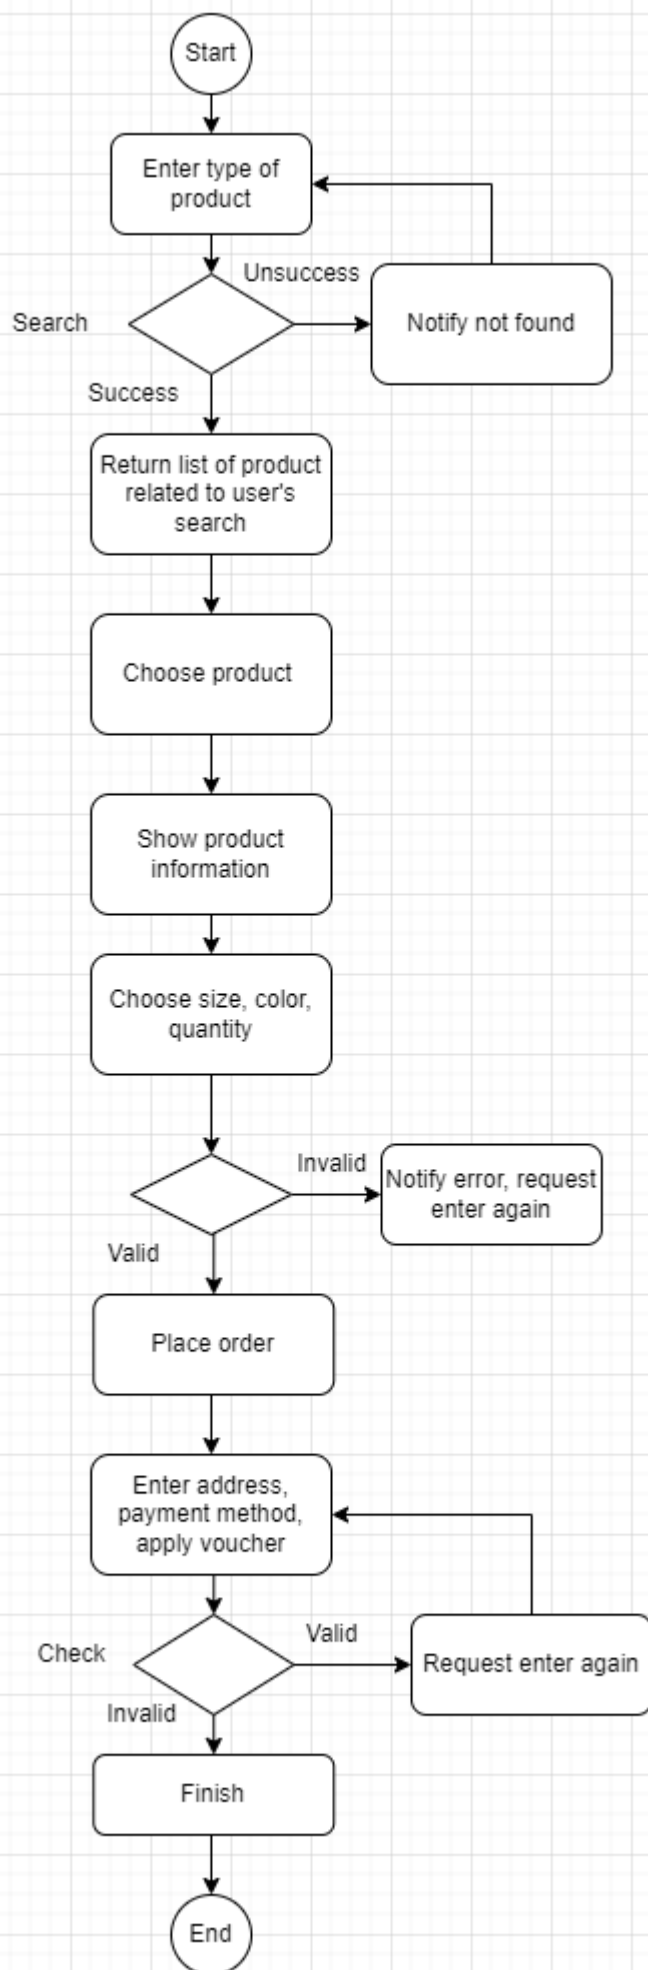 Start
Enter type of
product
Unsuccess
Search
Notify not found
Success
Return list of product
related to user's
search
Choose product
Show product
information
Choose size, color,
quantity
Invalid
Notify error, request
enter again
Valid
Place order
Enter address,
payment method,
apply voucher
Valid
Check
Request enter again
Invalid
Finish
End